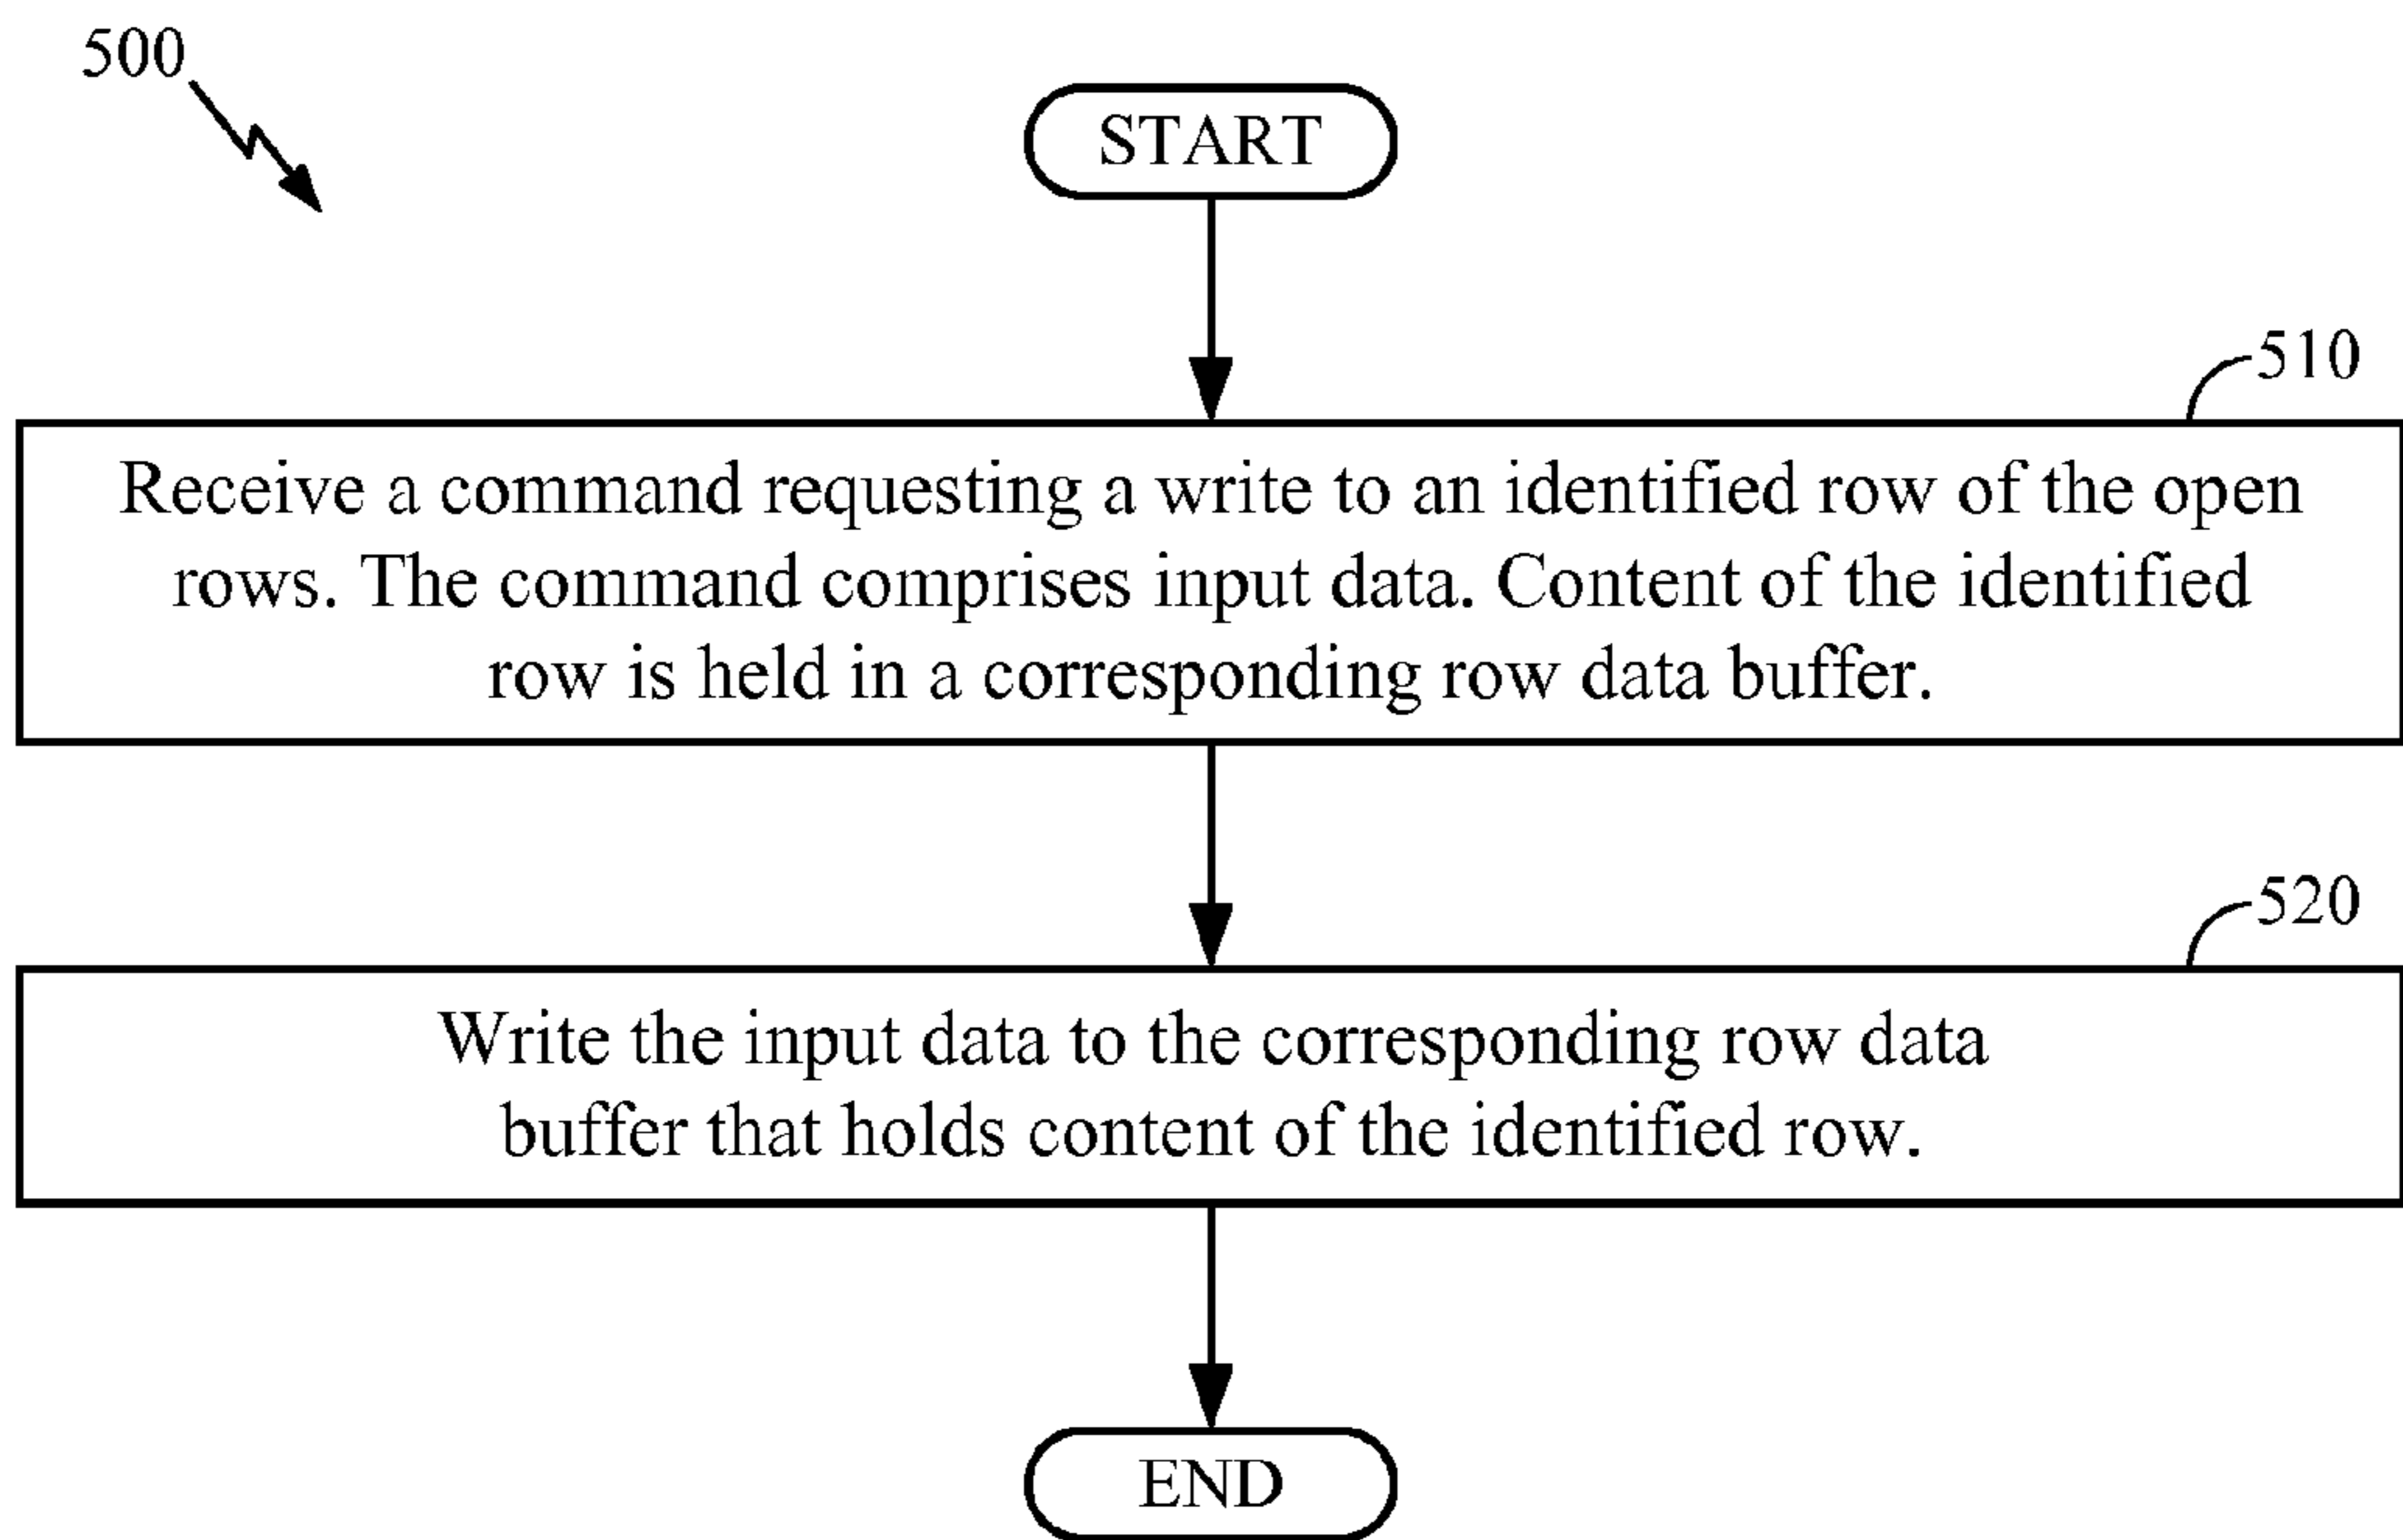 500
START
510
Receive a command requesting a write to an identified row of the open
rows. The command comprises input data. Content of the identified
row is held in a corresponding row data buffer.
520
Write the input data to the corresponding row data
buffer that holds content of the identified row.
END